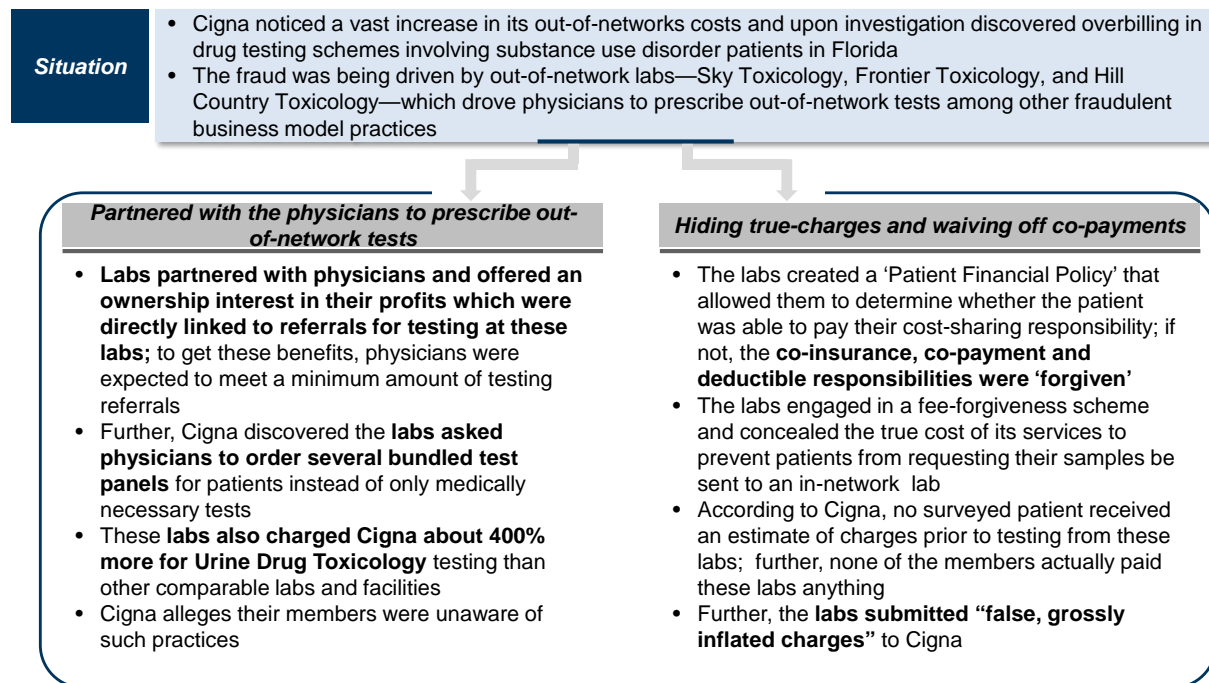 Situation
• Cigna noticed a vast increase in its out-of-networks costs and upon investigation discovered overbilling in
drug testing schemes involving substance use disorder patients in Florida
• The fraud was being driven by out-of-network labs—Sky Toxicology, Frontier Toxicology, and Hill
Country Toxicology—which drove physicians to prescribe out-of-network tests among other fraudulent
business model practices
Partnered with the physicians to prescribe out-
of-network tests
• Labs partnered with physicians and offered an
ownership interest in their profits which were
directly linked to referrals for testing at these
labs; to get these benefits, physicians were
expected to meet a minimum amount of testing
referrals
• Further, Cigna discovered the labs asked
physicians to order several bundled test
panels for patients instead of only medically
necessary tests
• These labs also charged Cigna about 400%
more for Urine Drug Toxicology testing than
other comparable labs and facilities
• Cigna alleges their members were unaware of
such practices
Hiding true-charges and waiving off co-payments
• The labs created a ‘Patient Financial Policy’ that
allowed them to determine whether the patient
was able to pay their cost-sharing responsibility; if
not, the co-insurance, co-payment and
deductible responsibilities were ‘forgiven’
• The labs engaged in a fee-forgiveness scheme
and concealed the true cost of its services to
prevent patients from requesting their samples be
sent to an in-network lab
• According to Cigna, no surveyed patient received
an estimate of charges prior to testing from these
labs; further, none of the members actually paid
these labs anything
• Further, the labs submitted “false, grossly
inflated charges” to Cigna